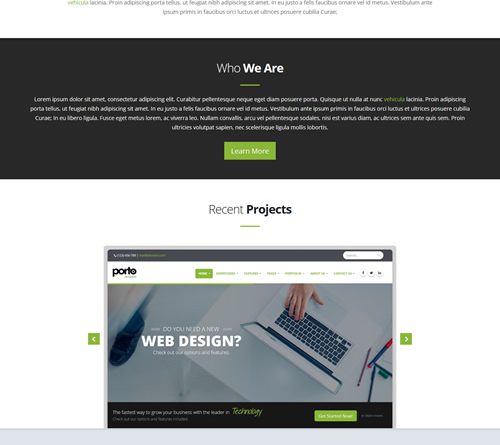 vehicula lacinia. Proin adipiscing porta tellus, ut feugiat nibh adipiscing sit amet. In eu justo a felis faucibus ornare vel id metus. Vestibulum ante
ipsum primis in faucibus orci luctus et ultrices posuere cubilia Curae;
Who We Are
Lorem ipsum dolor sit amet, consectetur adipiscing elit. Curabitur pellentesque neque eget diam posuere porta. Quisque ut nulla at nunc vehicula lacinia. Proin adipiscing
porta tellus, ut feugiat nibh adipiscing sit amet. In eu justo a felis faucibus ornare vel id metus. Vestibulum ante ipsum primis in faucibus orci luctus et ultrices posuere cubilia
Curae; In eu libero ligula. Fusce eget metus lorem, ac viverra leo. Nullam convallis, arcu vel pellentesque sodales, nisi est varius diam, ac ultrices sem ante quis sem. Proin
ultricies volutpat sapien, nec scelerisque ligula mollis lobortis.
Learn More
Recent Projects
Search...
porto
HOME SHORTCODES FEATURES PAGES PORTFOLIO ABOUT US CONTACT US
DO YOU NEED A NEW
WEB DESIGN?
Check out our options and features.
The fastest way to grow your business with the leader in Technology
Check out our options and features included.
Get Started Now!